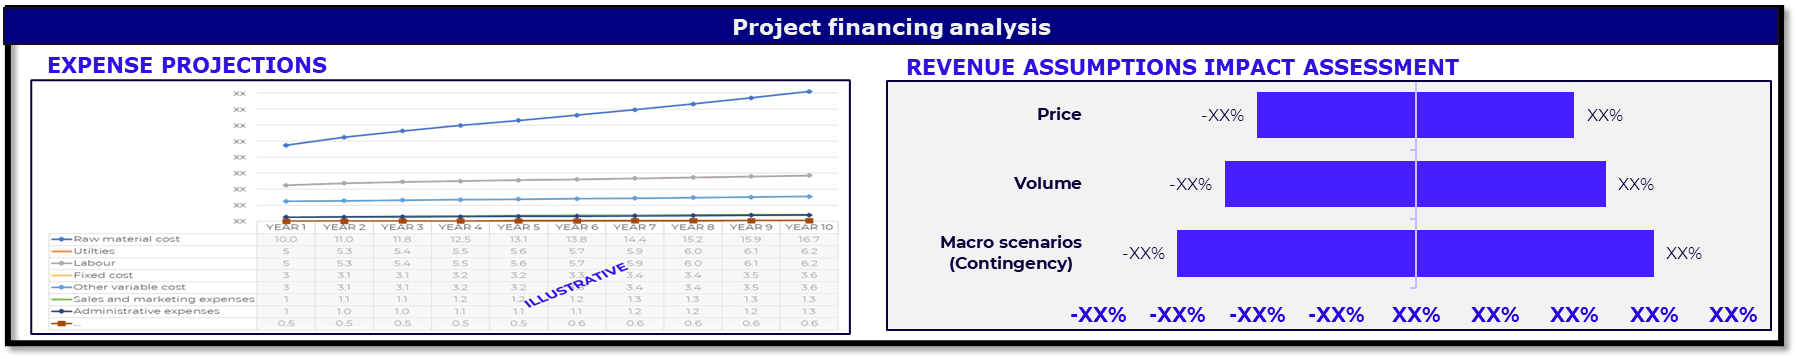 Project financing analysis
EXPENSE PROJECTIONS
xx
xx
xx
xx
xx
xx
xx
xx
xx
YEAR 1 YEAR 2 YEAR 3 YEAR 4 YEAR 5 YEAR 6 YEAR 7 YEAR 8 YEAR 9 YEAR 10
Raw material cost 10.0 11.0 11.8 12.5 13.1 13.8 14.4 15.2 15.9 16.7
Utilties 5 5.3 5.4 5.5 5.6 5.7 5.9 6.0 6.1 6.2
Labour 5 5.3 5.4 5.5 5.6 5.7 5.9 6.0 6.1 6.2
Fixed cost 3 3.1 3.1 3.2 3.2 3.3 3.4 3.4 3.5 3.6
Other variable cost 3 3.1 3.1 3.2 3.2 3.4 3.4 3.5 3.6
Sales and marketing expenses 1 1.1 1.1 1.2 1.2 1.2 1.3 1.3 1.3 1.3
Administrative expenses 1 1.0 1.0 1.1 1.1 1.1 1.2 1.2 1.2 1.3
... 0.5 0.5 0.5 0.5 0.5 0.6 0.6 0.6 0.6 0.6
ILLUSTRATIVE
REVENUE ASSUMPTIONS IMPACT ASSESSMENT
Price -XX% XX%
Volume -XX% XX%
Macro scenarios
(Contingency) -XX% XX%
-XX% -XX% -XX% -XX% XX% XX% XX% XX% XX%